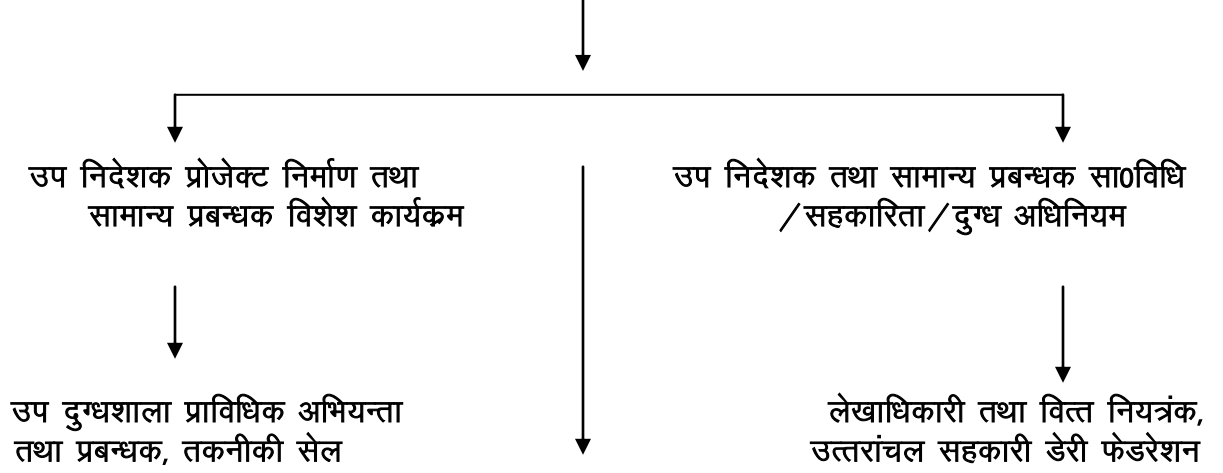 उप निदेशक प्रोजेक्ट निर्माण तथा
सामान्य प्रबन्धक विशेश कार्यक्रम
उप निदेशक तथा सामान्य प्रबन्धक सा0विधि
/सहकारिता/दुग्ध अधिनियम
उप दुग्धशाला प्राविधिक अभियन्ता
तथा प्रबन्धक, तकनीकी सेल
लेखाधिकारी तथा वित्त नियत्रंक,
उत्तरांचल सहकारी डेरी फेडरेशन